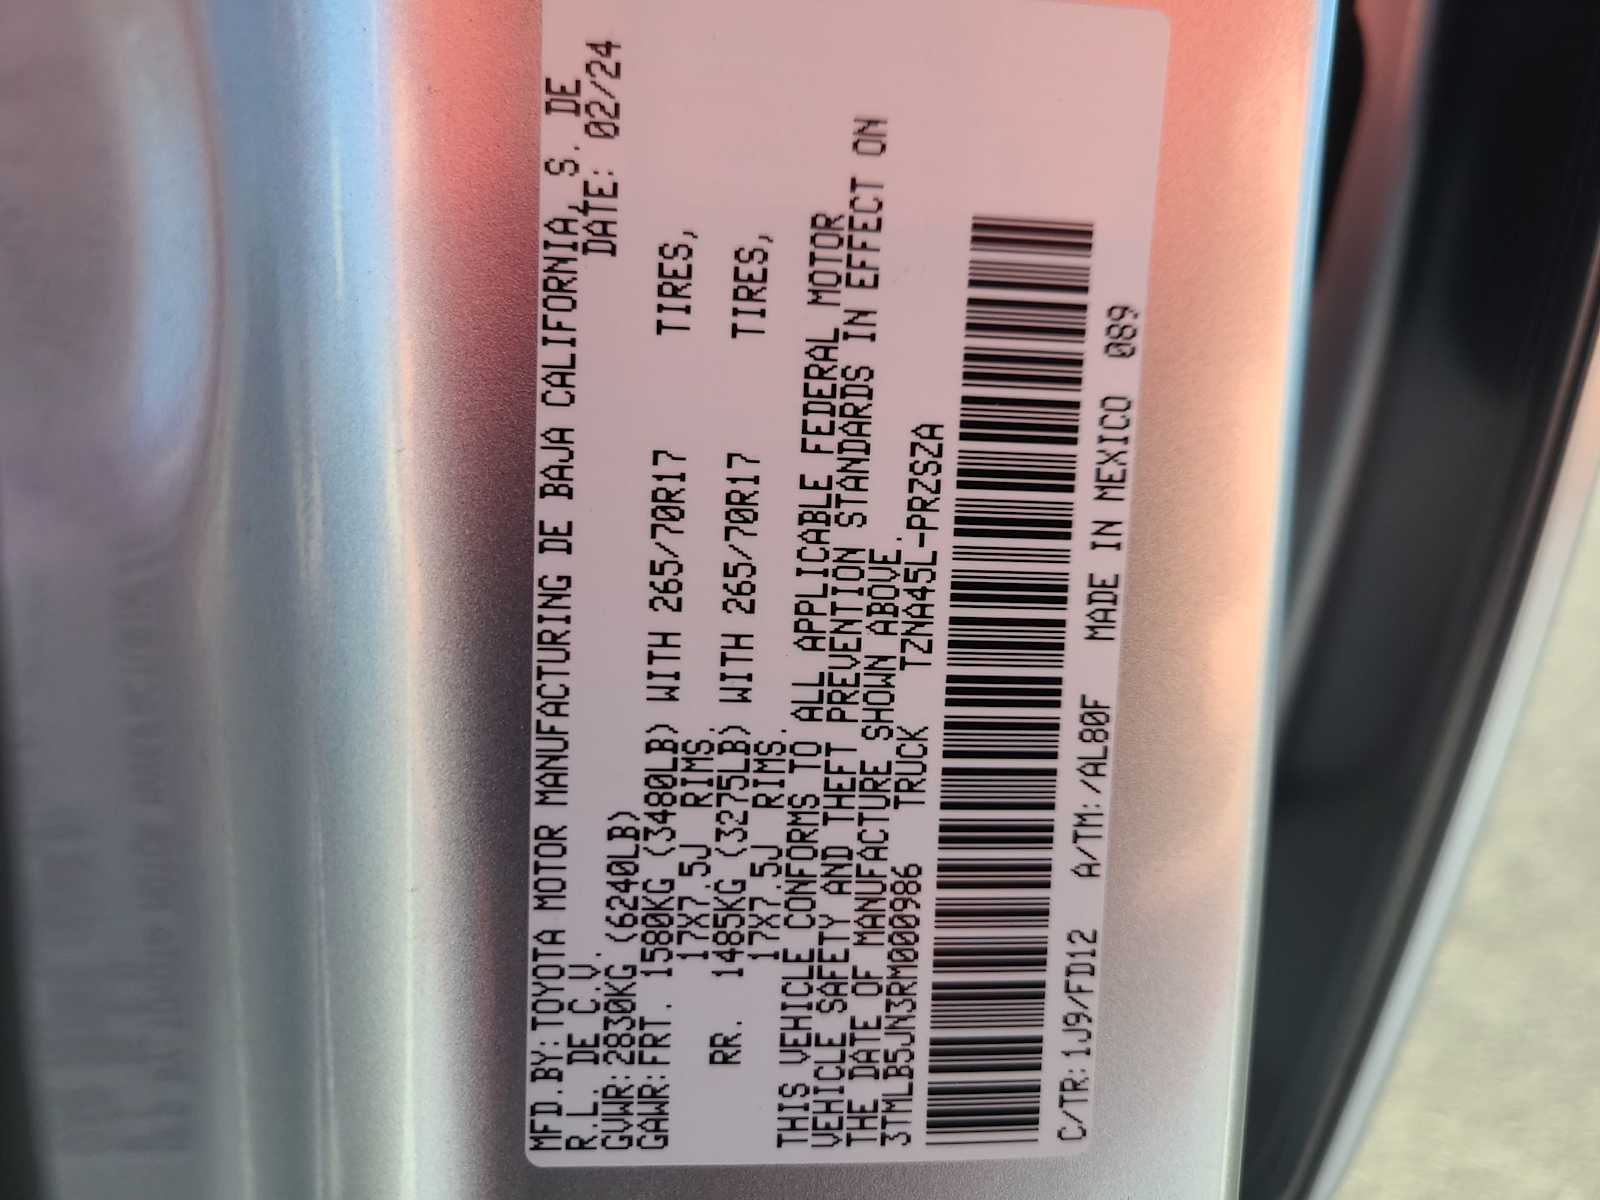 MFD.BY:TOYOTA MOTOR MANUFACTURING DE BAJA CALIFORNIA, S. DE
R.L. DE C.V. DATE: 02/24
GVWR:2830KG (6240LB)
GAWR:FRT. 1580KG (3480LB) WITH 265/70R17 TIRES,
17X7.5J RIMS,
RR. 1485KG (3275LB) WITH 265/70R17 TIRES,
17X7.5J RIMS.
THIS VEHICLE CONFORMS TO ALL APPLICABLE FEDERAL MOTOR
VEHICLE SAFETY AND THEFT PREVENTION STANDARDS IN EFFECT ON
THE DATE OF MANUFACTURE SHOWN ABOVE.
3TMLB5JN3RM000986 TRUCK TZNA45L-PRZSZA
C/TR:1J9/FD12 A/TM:/AL80F MADE IN MEXICO 089